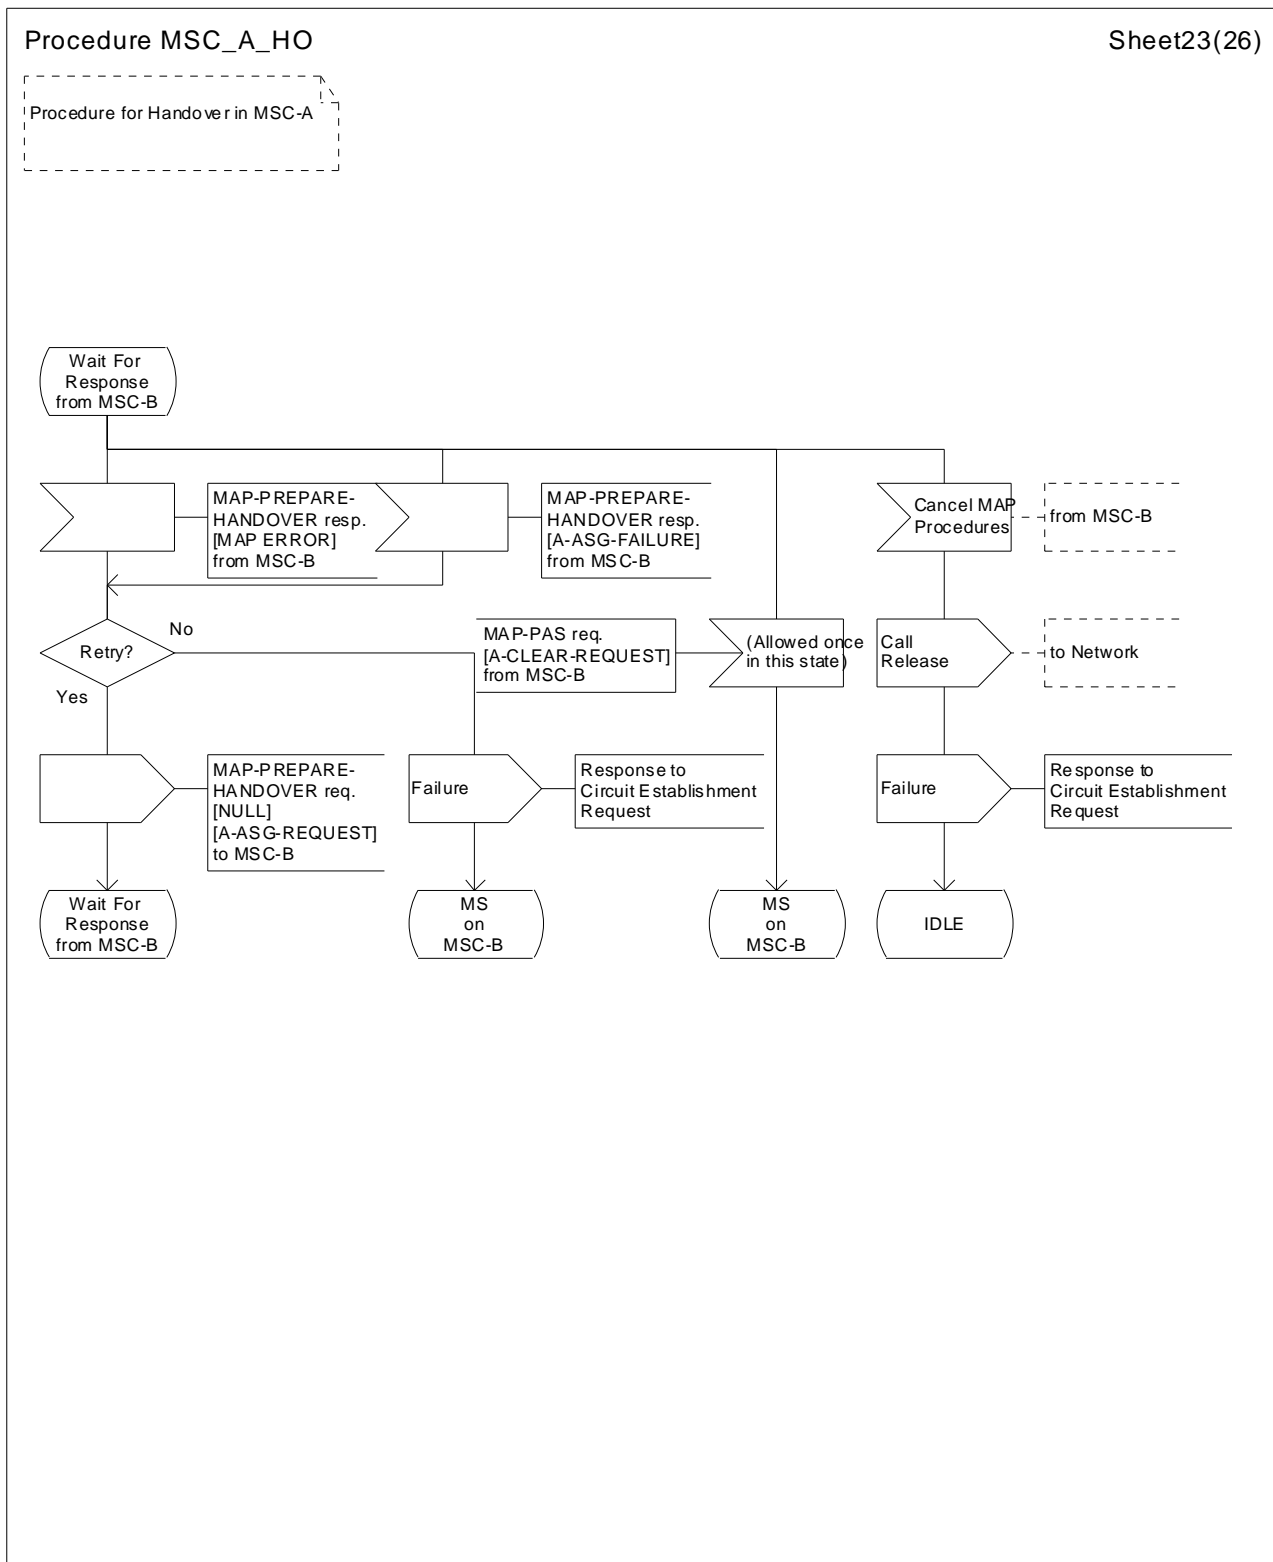 Procedure MSC_A_HO
Sheet23(26)
Procedure for Handover in MSC-A
Wait For
Response
from MSC-B
MAP-PREPARE-
HANDOVER resp.
[MAP ERROR]
from MSC-B
MAP-PREPARE-
HANDOVER resp.
[A-ASG-FAILURE]
from MSC-B
Cancel MAP
Procedures
from MSC-B
Retry?
No
Yes
MAP-PAS req.
[A-CLEAR-REQUEST]
from MSC-B
(Allowed once
in this state)
Call
Release
to Network
MAP-PREPARE-
HANDOVER req.
[NULL]
[A-ASG-REQUEST]
to MSC-B
Failure
Response to
Circuit Establishment
Request
Failure
Response to
Circuit Establishment
Request
Wait For
Response
from MSC-B
MS
on
MSC-B
MS
on
MSC-B
IDLE